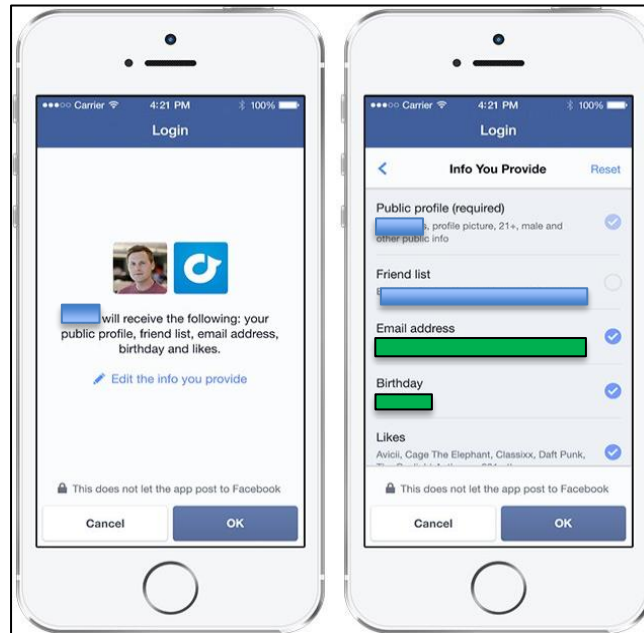 Carrier 4:21 PM 100%
Login
will receive the following: your
public profile, friend list, email address,
birthday and likes.
Edit the info you provide
This does not let the app post to Facebook
Cancel OK
Carrier 4:21 PM 100%
Login
Info You Provide Reset
Public profile (required)
profile picture, 21+, male and
other public info
Friend list
Email address
Birthday
Likes
Avicii, Cage The Elephant, Classixx, Daft Punk,
This does not let the app post to Facebook
Cancel OK